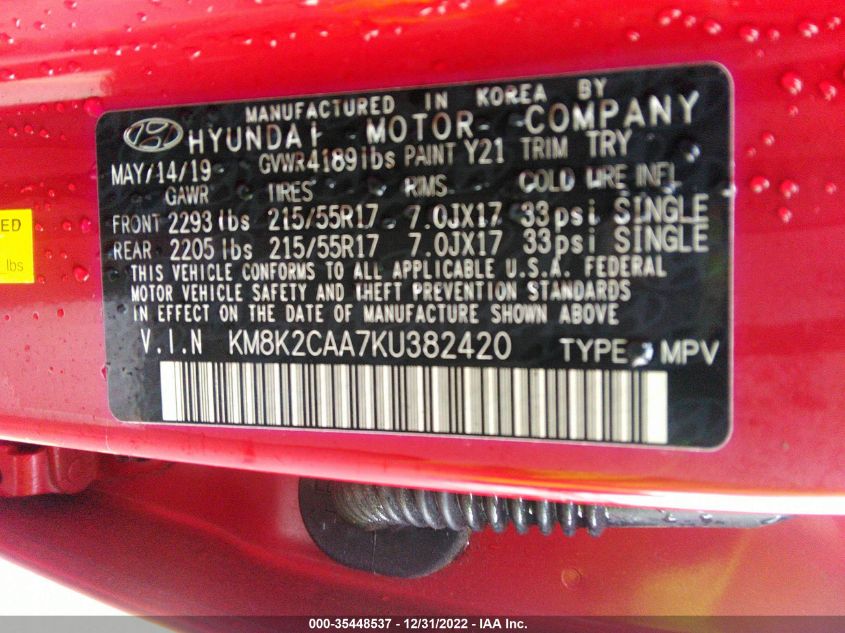 MANUFACTURED IN KOREA BY
HYUNDAI MOTOR COMPANY
MAY/14/19 GVWR4189lbs PAINT Y21 TRIM TRY
GAWR TIRES RIMS COLD TIRE INFL
FRONT 2293lbs 215/55R17 7.0JX17 33psi SINGLE
REAR 2205lbs 215/55R17 7.0JX17 33psi SINGLE
THIS VEHICLE CONFORMS TO ALL APPLICABLE U.S.A. FEDERAL
MOTOR VEHICLE SAFETY AND THEFT PREVENTION STANDARDS
IN EFFECT ON THE DATE OF MANUFACTURE SHOWN ABOVE.
V.I.N KM8K2CAA7KU382420 TYPE : MPV
lbs
000-35448537 - 12/31/2022 - IAA Inc.